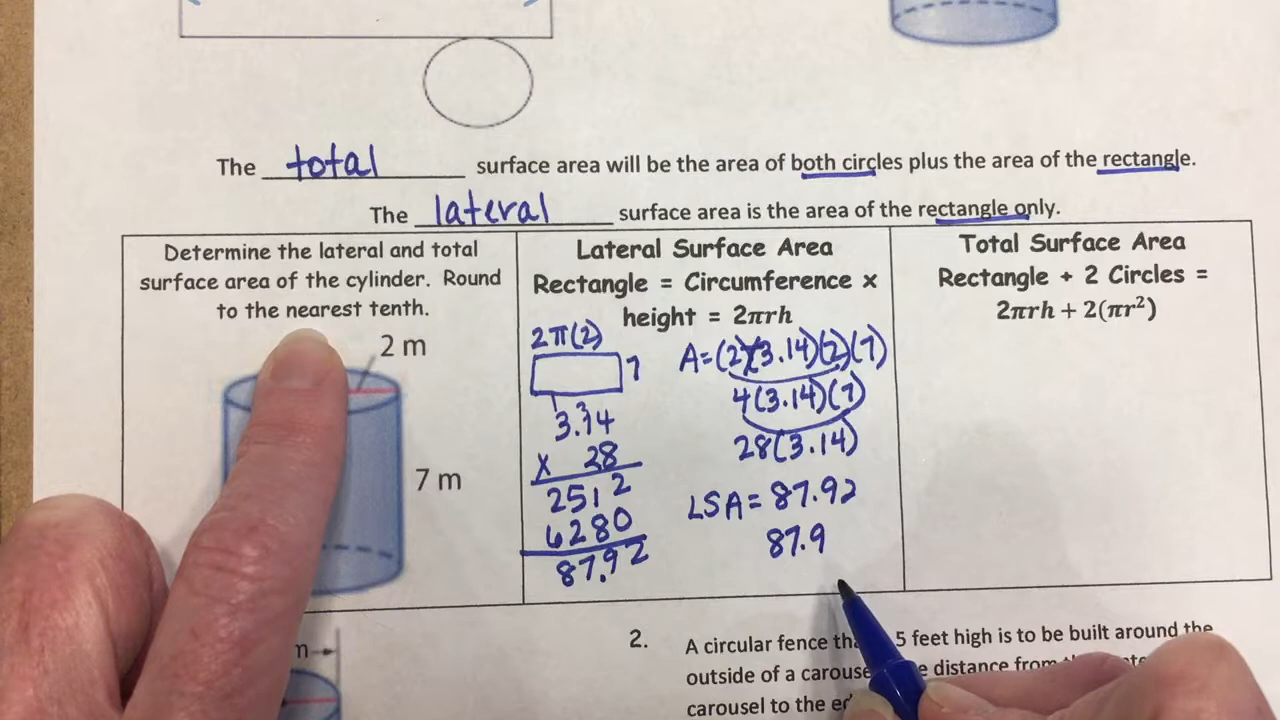 The total surface area will be the area of both circles plus the area of the rectangle.
The lateral surface area is the area of the rectangle only.
Determine the lateral and total
surface area of the cylinder. Round
to the nearest tenth.
2 m
7 m
Lateral Surface Area
Rectangle = Circumference x
height = 2πrh
2π(2)
7
3.14
x 28
2512
6280
87.92
A=(2)(3.14)(2)(7)
4(3.14)(7)
28(3.14)
LSA = 87.92
87.9
Total Surface Area
Rectangle + 2 Circles =
2πrh + 2(πr²)
2. A circular fence 5 feet high is to be built around the
outside of a distance from
carousel to the